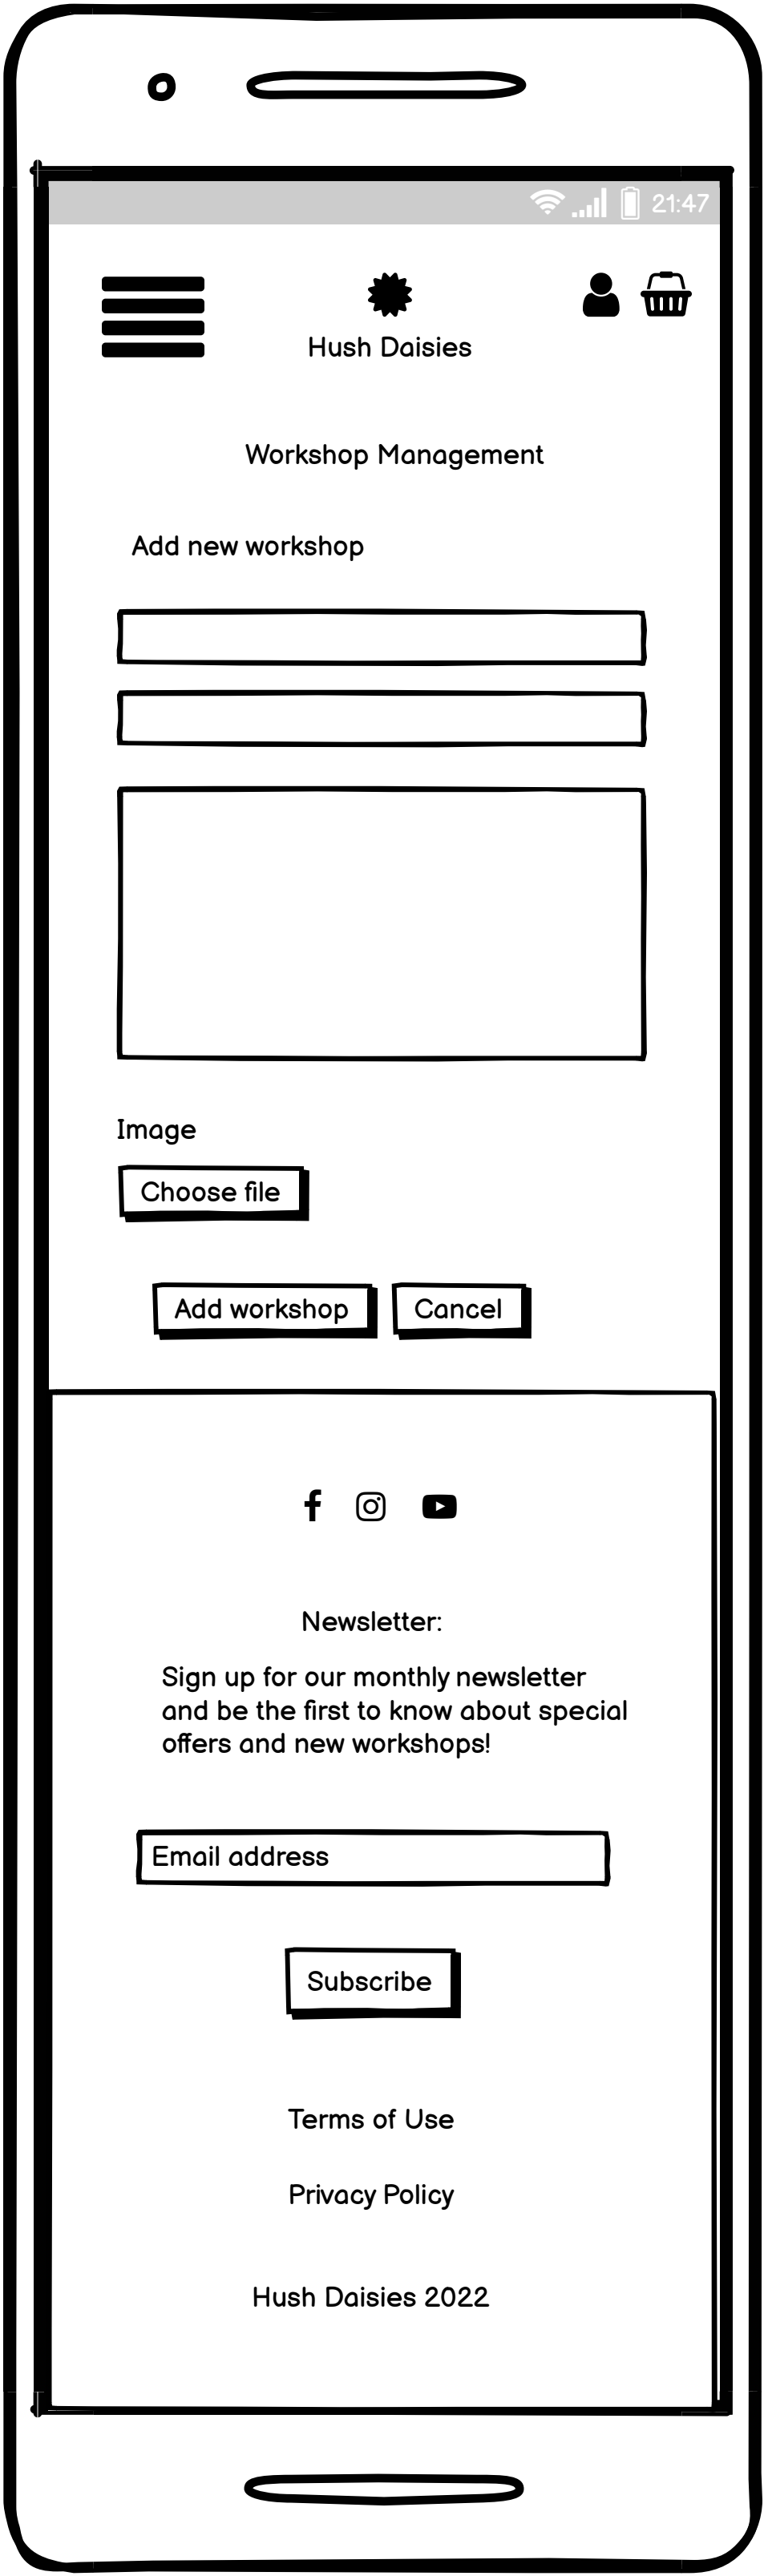 21:47
Hush Daisies
Workshop Management
Add new workshop
Image
Choose file
Add workshop
Cancel
Newsletter:
Sign up for our monthly newsletter
and be the first to know about special
offers and new workshops!
Email address
Subscribe
Terms of Use
Privacy Policy
Hush Daisies 2022